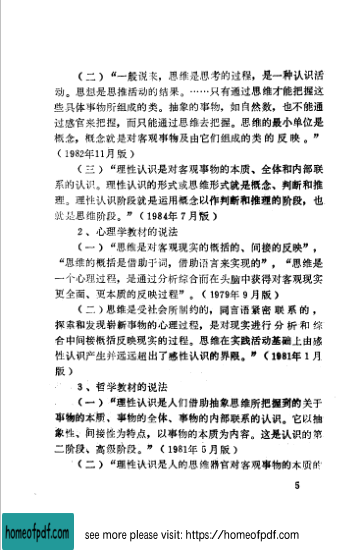 （二）“一般说来，思维是思考的过程，是一种认识活
动。思想是思维活动的结果。……只有通过思维才能把握这
些具体事物所组成的类。抽象的事物，如自然数，也不能通
过感官来把握，而只能通过思维去把握。思维的最小单位是
概念，概念就是对客观事物及由它们组成的类的反映。”
（1982年11月版）
（三）“理性认识是对客观事物的本质、全体和内部联
系的认识。理性认识的形式或思维形式就是概念、判断和推
理。理性认识阶段就是运用概念以作判断和推理的阶段，也
就是思维阶段。”（1984年7月版）
2、心理学教材的说法
（一）“思维是对客观现实的概括的、间接的反映”，
“思维的概括是借助于词，借助语言来实现的”，“思维是
一个心理过程，是通过分析综合而在头脑中获得对客观现实
更全面、更本质的反映过程”。（1979年9月版）
（二）思维是受社会所制约的，同言语紧密联系的，
探索和发现崭新事物的心理过程，是对现实进行分析和综
合中间接概括反映现实的过程。思维在实践活动基础上由感
性认识产生并远远超出了感性认识的界限。”（1981年1月
版）
3、哲学教材的说法
（一）“理性认识是人们借助抽象思维所把握到的关于
事物的本质、事物的全体、事物的内部联系的认识。它以抽
象性、间接性为特点，以事物的本质为内容。这是认识的第
二阶段、高级阶段。”（1981年5月版）
（二）“理性认识是人的思维器官对客观事物的本质的
5
homeofpdf.com
see more please visit: https://homeofpdf.com